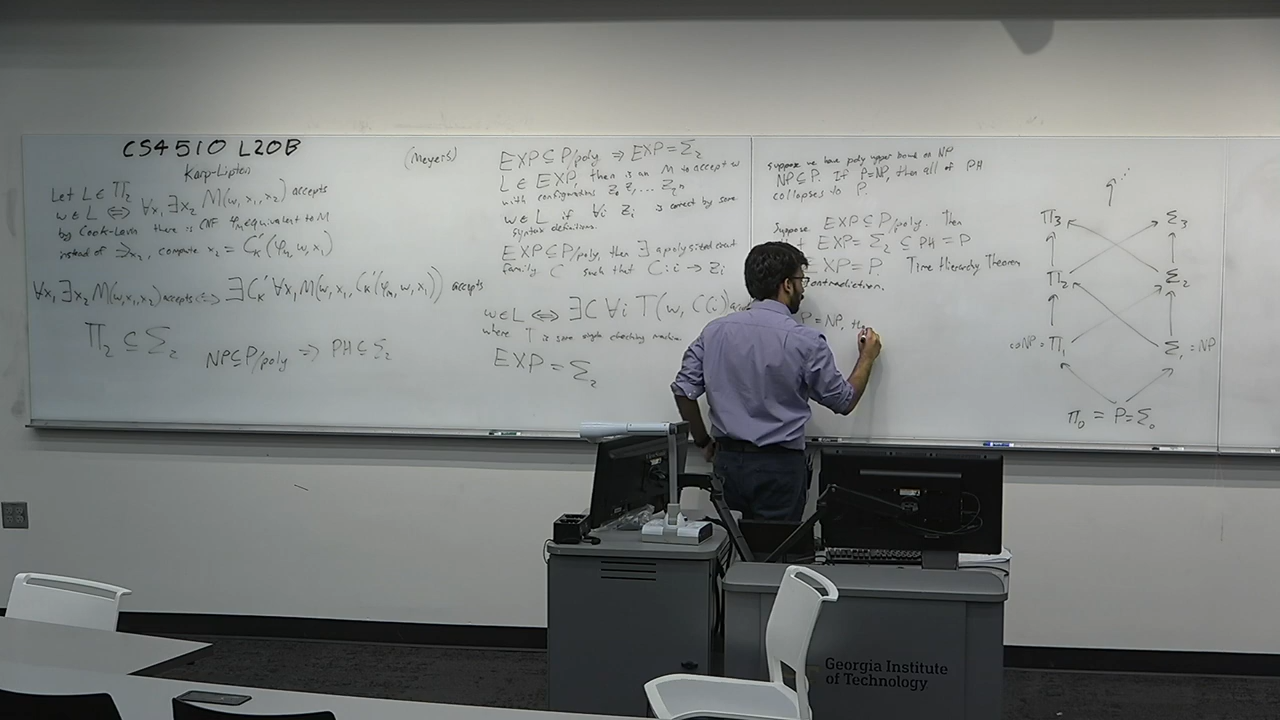 CS4510 L20B
Karp-Lipton
Let L ∈ Π₂
w ∈ L ⟺ ∀x₁ ∃x₂ M(w, x₁, x₂) accepts
by Cook-Levin there is CNF φₘ equivalent to M
instead of ∃x₂, compute x₂ = C'ₖ(φₘ, w, x₁)
∀x₁ ∃x₂ M(w, x₁, x₂) accepts ⟺ ∃C'ₖ ∀x₁ M(w, x₁, C'ₖ(φₘ, w, x₁)) accepts
Π₂ ⊆ Σ₂
NP ⊆ P/poly ⇒ PH ⊆ Σ₂
(Meyers)
EXP ⊆ P/poly ⇒ EXP = Σ₂
L ∈ EXP, then is an M to accept w
with configurations Z₀ Z₁ ...
w ∈ L if ∀i Zᵢ is correct by some
syntax definitions.
EXP ⊆ P/poly, then ∃ a poly sized circuit
family C such that C: i → Zᵢ
w ∈ L ⟺ ∃C ∀i T(w, C(i)
where T is some single checking machine.
EXP = Σ₂
suppose we have poly upper bound on NP
NP ⊆ P. If P=NP, then all of PH
collapses to P.
Suppose EXP ⊆ P/poly. Then
EXP = Σ₂ ⊆ PH = P
EXP = P. Time Hierarchy Theorem
contradiction.
P = NP, th
Π₃ Σ₃
Π₂ Σ₂
coNP = Π₁ Σ₁ = NP
Π₀ = P = Σ₀
Georgia Institute
of Technology